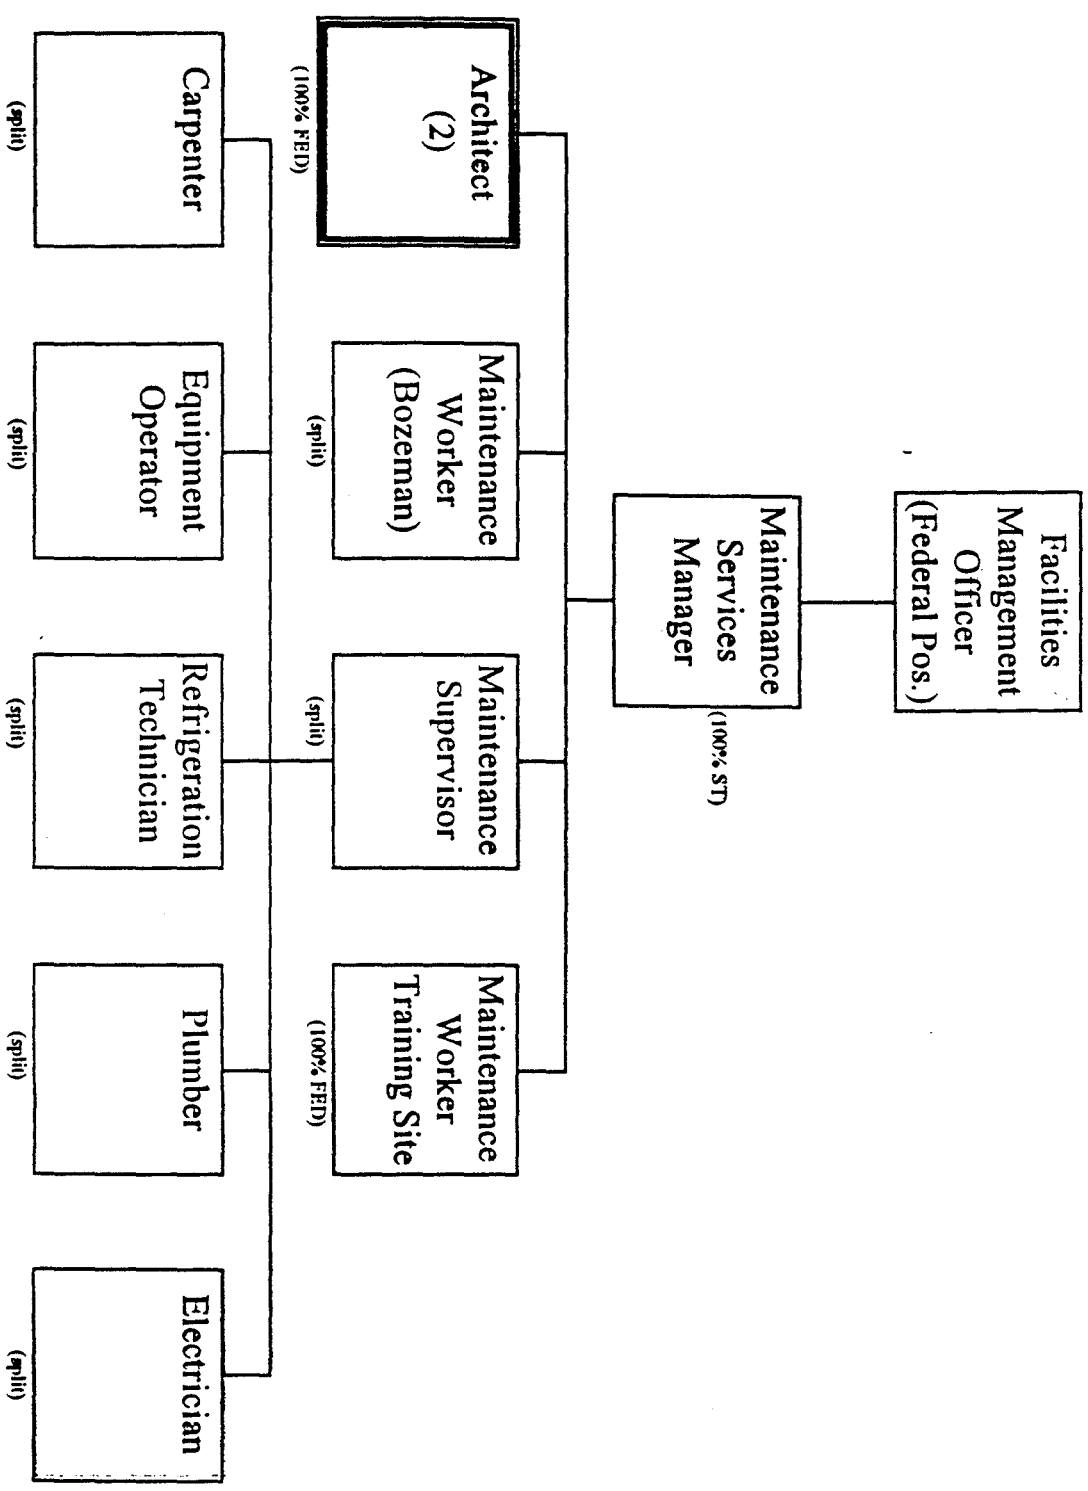 Facilities
Management
Officer
(Federal Pos.)
Maintenance
Services
Manager
(100% ST)
Architect
(2)
(100% FED)
Maintenance
Worker
(Bozeman)
(split)
Maintenance
Supervisor
(split)
Maintenance
Worker
Training Site
(100% FED)
Carpenter
(split)
Equipment
Operator
(split)
Refrigeration
Technician
(split)
Plumber
(split)
Electrician
(split)